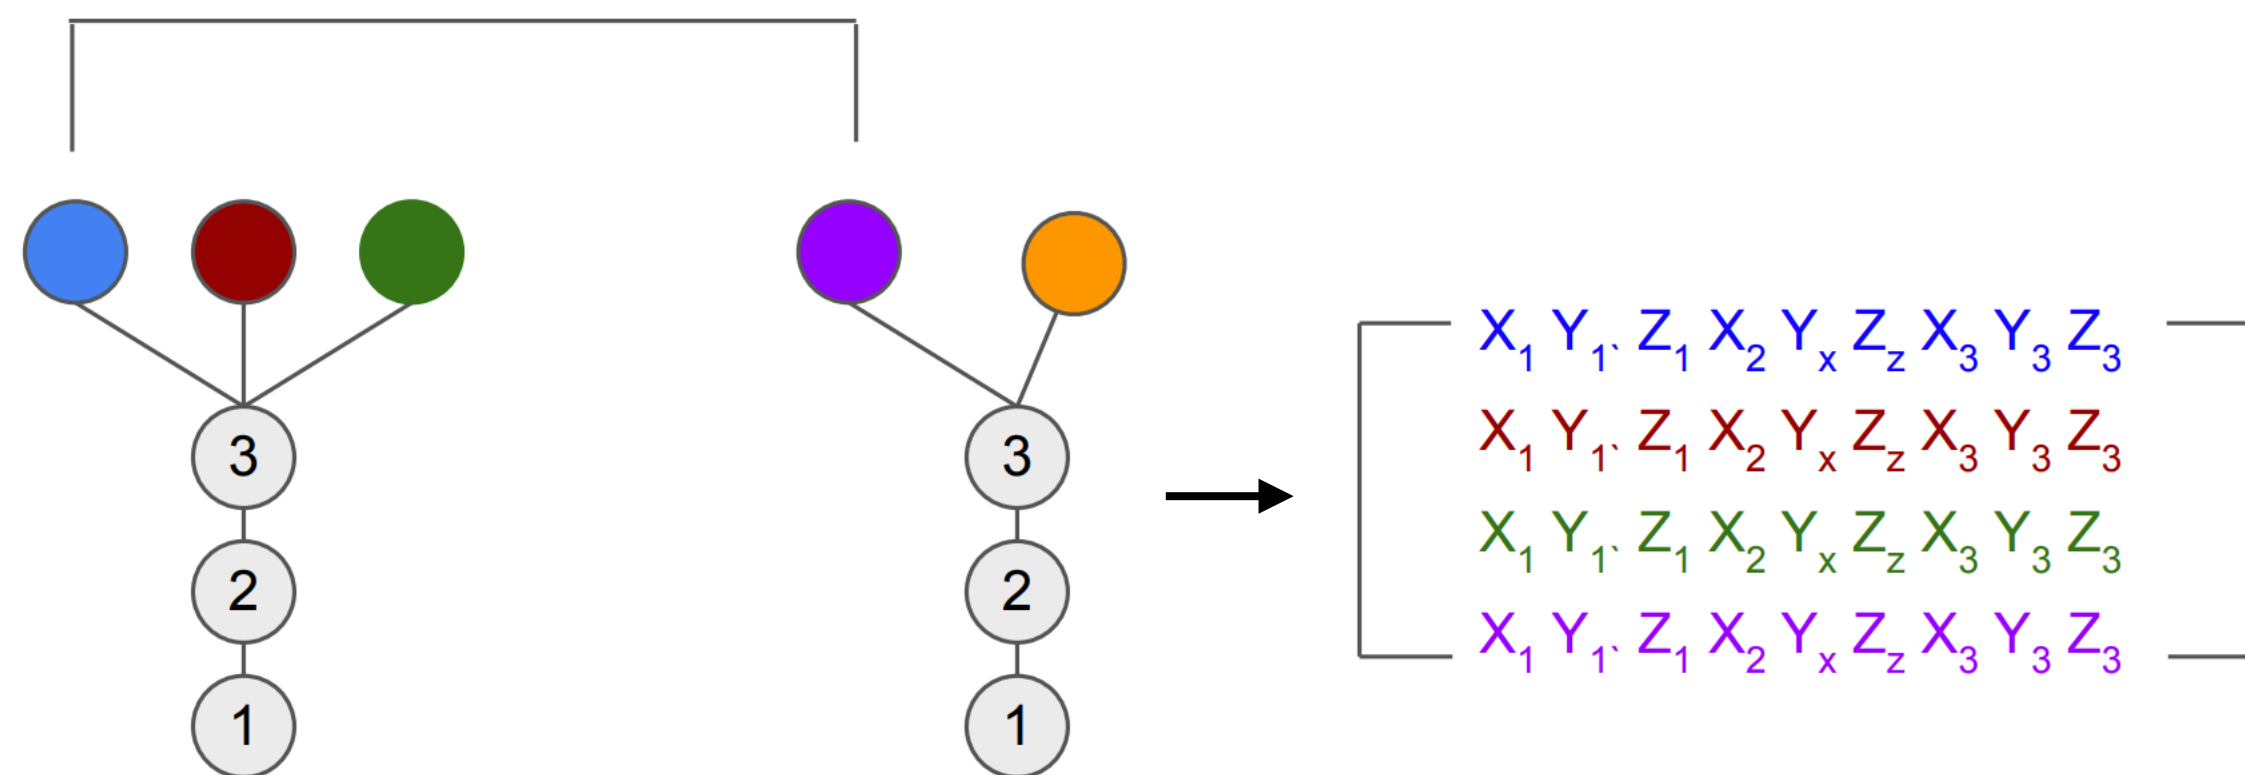 3 3
2 2
1 1
X1 Y1` Z1 X2 Yx Zz X3 Y3 Z3
X1 Y1` Z1 X2 Yx Zz X3 Y3 Z3
X1 Y1` Z1 X2 Yx Zz X3 Y3 Z3
X1 Y1` Z1 X2 Yx Zz X3 Y3 Z3